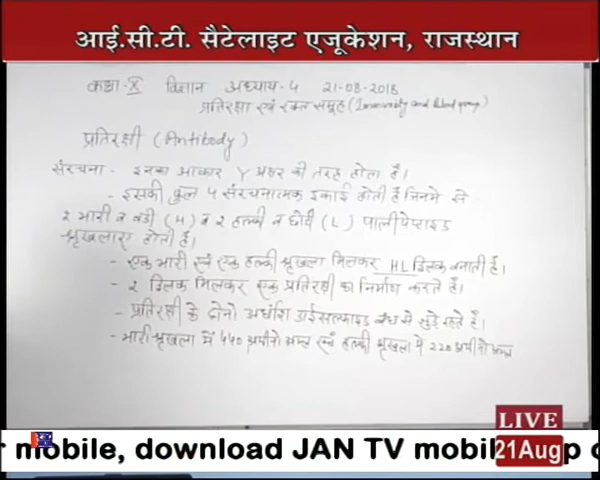 आई.सी.टी. सैटेलाइट एजूकेशन, राजस्थान
कक्षा-X विज्ञान अध्याय-4 21-08-2018
प्रतिरक्षा एवं रक्त समूह (Immunity and Blood group)
प्रतिरक्षी (Antibody)
संरचना- इनका आकार Y अक्षर की तरह होता है।
- इसकी कुल 4 संरचनात्मक इकाई होती है जिनमे से
2 भारी व बडी (H) व 2 हल्की व छोटी (L) पालीपेप्टाइड
श्रृखलाए होती है।
- एक भारी एवं एक हल्की श्रृखला मिलकर HL द्विलक बनाती है।
- 2 द्विलक मिलकर एक प्रतिरक्षी का निर्माण करते है।
- प्रतिरक्षी के दोनो अर्धांश डाईसल्फाइड बंध से जुड़े रहते है।
- भारी श्रृखला में 440 अमीनो अम्ल एवं हल्की श्रृखला मे 220 अमीनो अम्ल
LIVE
r mobile, download JAN TV mobil p
21Aug